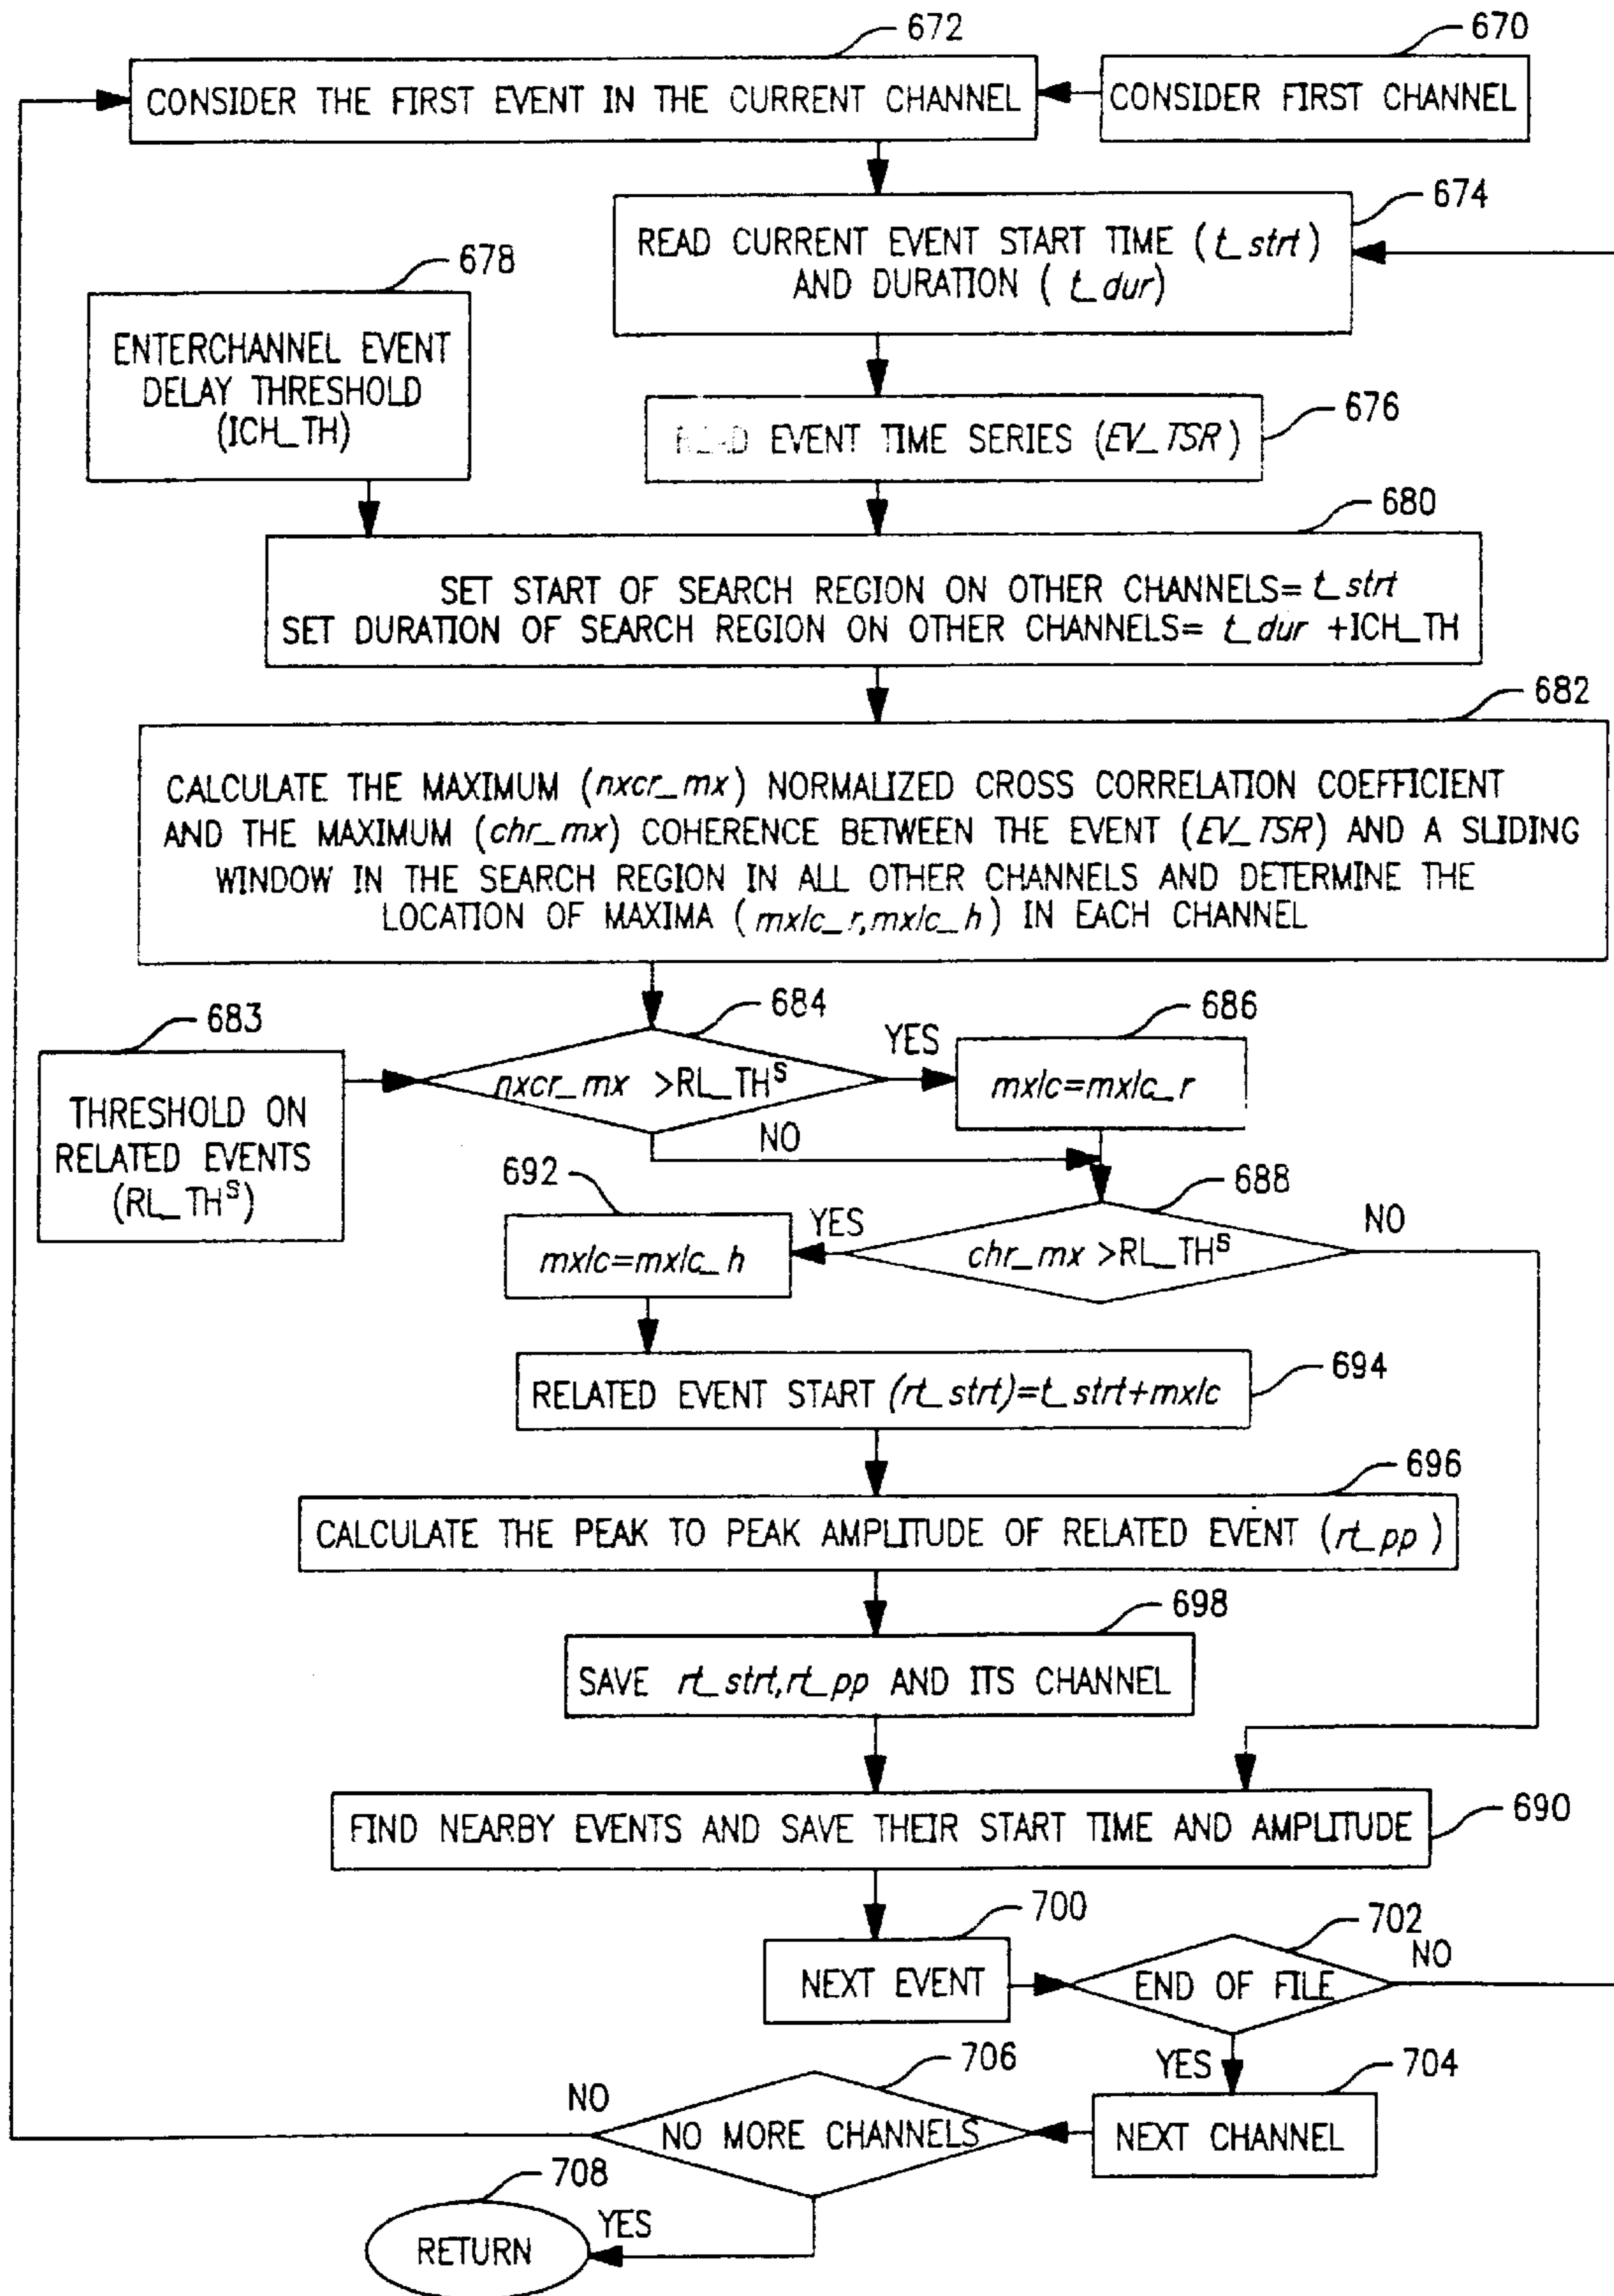 672
670
CONSIDER THE FIRST EVENT IN THE CURRENT CHANNEL
CONSIDER FIRST CHANNEL
674
READ CURRENT EVENT START TIME (t_strt)
AND DURATION ( t_dur)
678
ENTERCHANNEL EVENT
DELAY THRESHOLD
(ICH_TH)
676
READ EVENT TIME SERIES (EV_TSR)
680
SET START OF SEARCH REGION ON OTHER CHANNELS= t_strt
SET DURATION OF SEARCH REGION ON OTHER CHANNELS= t_dur +ICH_TH
682
CALCULATE THE MAXIMUM (nxcr_mx) NORMALIZED CROSS CORRELATION COEFFICIENT
AND THE MAXIMUM (chr_mx) COHERENCE BETWEEN THE EVENT (EV_TSR) AND A SLIDING
WINDOW IN THE SEARCH REGION IN ALL OTHER CHANNELS AND DETERMINE THE
LOCATION OF MAXIMA (mxlc_r,mxlc_h) IN EACH CHANNEL
683
THRESHOLD ON
RELATED EVENTS
(RL_THˢ)
684
nxcr_mx >RL_THˢ
YES
NO
686
mxlc=mxlc_r
688
chr_mx >RL_THˢ
YES
NO
692
mxlc=mxlc_h
694
RELATED EVENT START (rt_strt)=t_strt+mxlc
696
CALCULATE THE PEAK TO PEAK AMPLITUDE OF RELATED EVENT (rt_pp )
698
SAVE rt_strt,rt_pp AND ITS CHANNEL
690
FIND NEARBY EVENTS AND SAVE THEIR START TIME AND AMPLITUDE
700
NEXT EVENT
702
END OF FILE
NO
YES
704
NEXT CHANNEL
706
NO MORE CHANNELS
NO
YES
708
RETURN